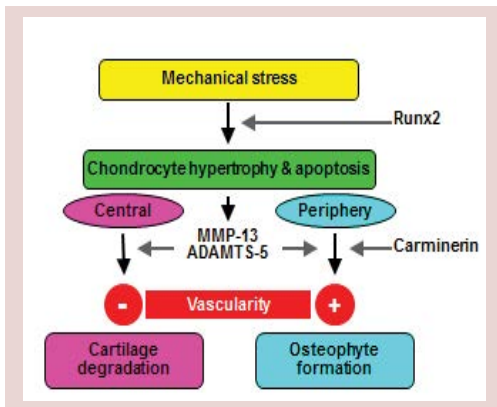 Mechanical stress
Runx2
Chondrocyte hypertrophy & apoptosis
Central
Periphery
MMP-13
ADAMTS-5
Carminerin
-
Vascularity
+
Cartilage
degradation
Osteophyte
formation